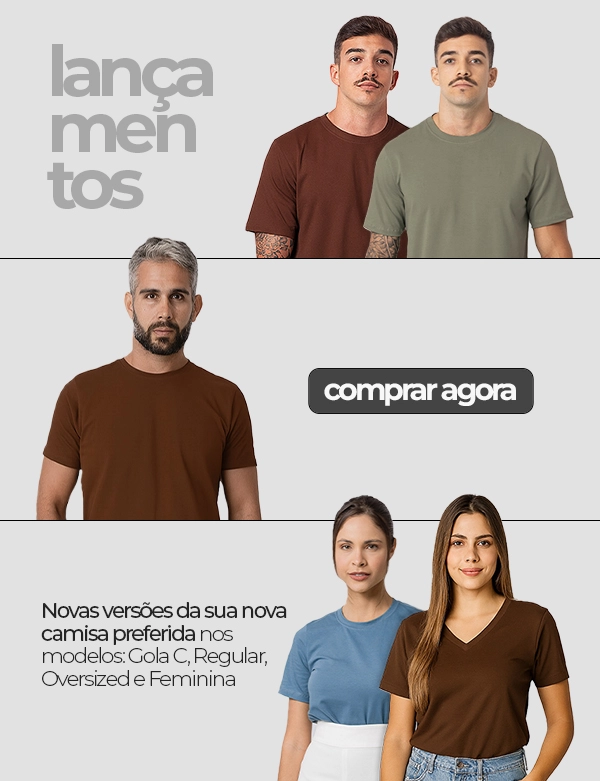 lança
men
tos
comprar agora
Novas versões da sua nova
camisa preferida nos
modelos: Gola C, Regular,
Oversized e Feminina